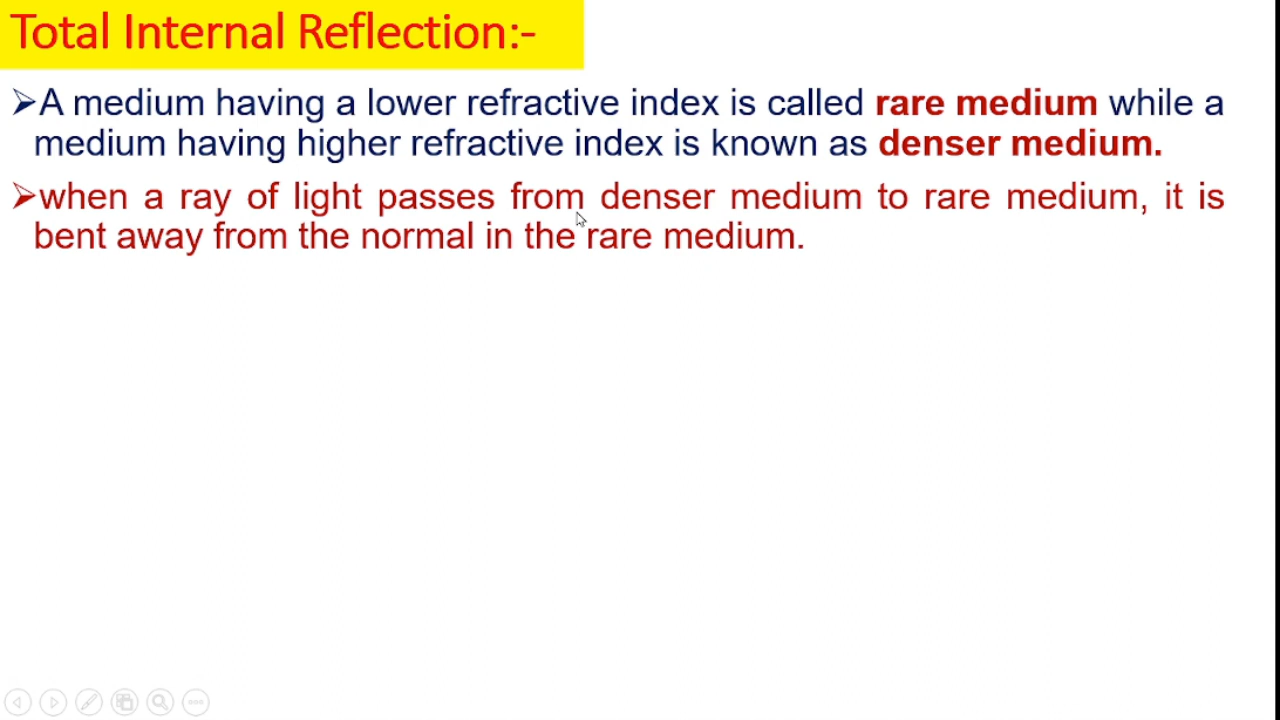 Total Internal Reflection:-
➢A medium having a lower refractive index is called rare medium while a
medium having higher refractive index is known as denser medium.
➢when a ray of light passes from denser medium to rare medium, it is
bent away from the normal in the rare medium.